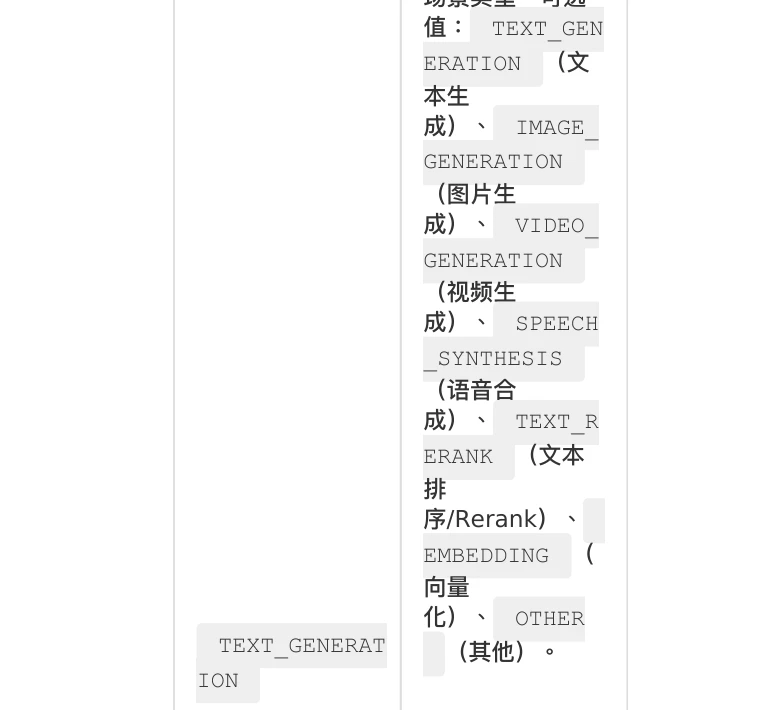 值： TEXT_GEN
ERATION （文
本生
成）、 IMAGE_
GENERATION
（图片生
成）、 VIDEO_
GENERATION
（视频生
成）、 SPEECH
_SYNTHESIS
（语音合
成）、 TEXT_R
ERANK （文本
排
序/Rerank）、
EMBEDDING （
向量
化）、 OTHER
（其他）。
TEXT_GENERAT
ION